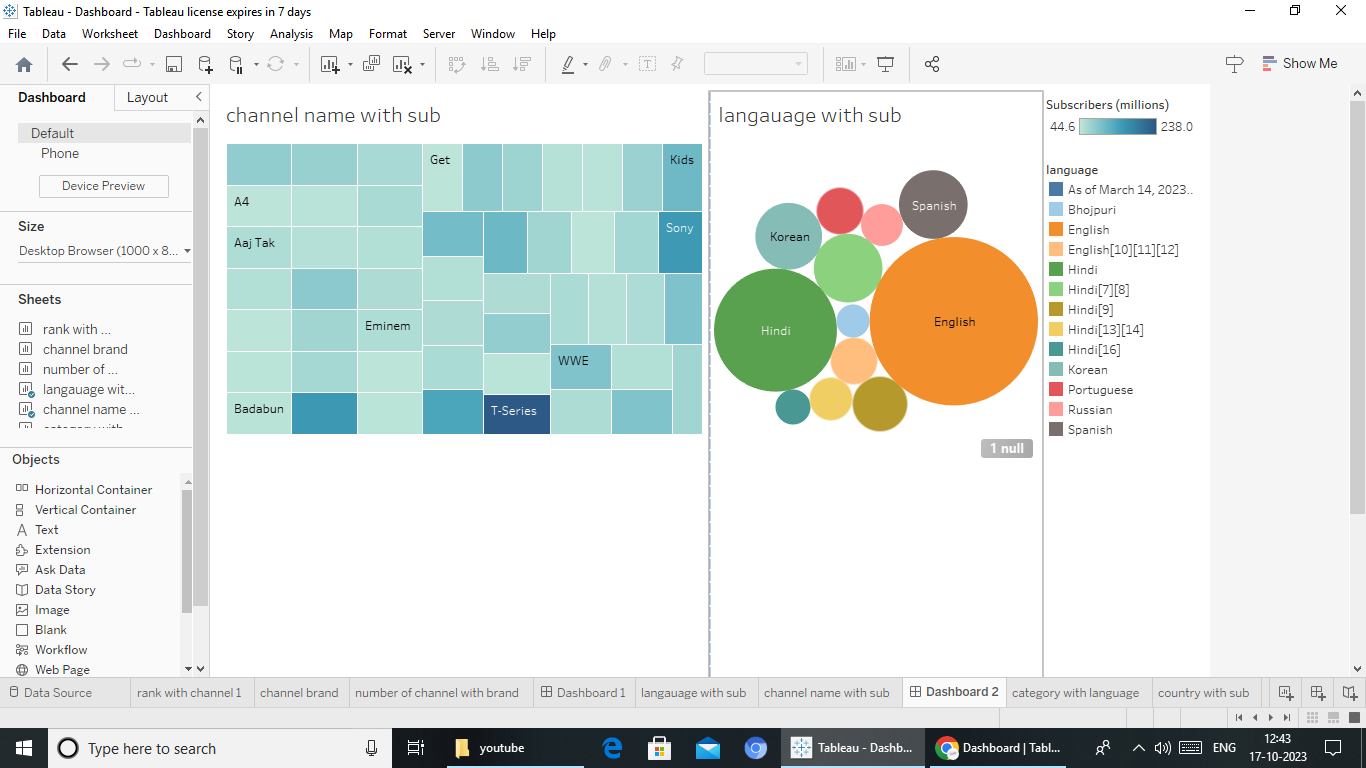 Tableau - Dashboard - Tableau license expires in 7 days
File Data Worksheet Dashboard Story Analysis Map Format Server Window Help
Show Me
Dashboard Layout
Default
Phone
Device Preview
Size
Desktop Browser (1000 x 8...
Sheets
rank with ...
channel brand
number of ...
langauage wit...
channel name ...
Objects
Horizontal Container
Vertical Container
Text
Extension
Ask Data
Data Story
Image
Blank
Workflow
Web Page
channel name with sub
Get
Kids
A4
Sony
Aaj Tak
Eminem
WWE
Badabun
T-Series
langauage with sub
Spanish
Korean
Hindi
English
1 null
Subscribers (millions)
44.6 238.0
language
As of March 14, 2023..
Bhojpuri
English
English[10][11][12]
Hindi
Hindi[7][8]
Hindi[9]
Hindi[13][14]
Hindi[16]
Korean
Portuguese
Russian
Spanish
Data Source rank with channel 1 channel brand number of channel with brand Dashboard 1 langauage with sub channel name with sub Dashboard 2 category with language country with sub
Type here to search
youtube
Tableau - Dashb...
Dashboard | Tabl...
ENG
12:43
17-10-2023